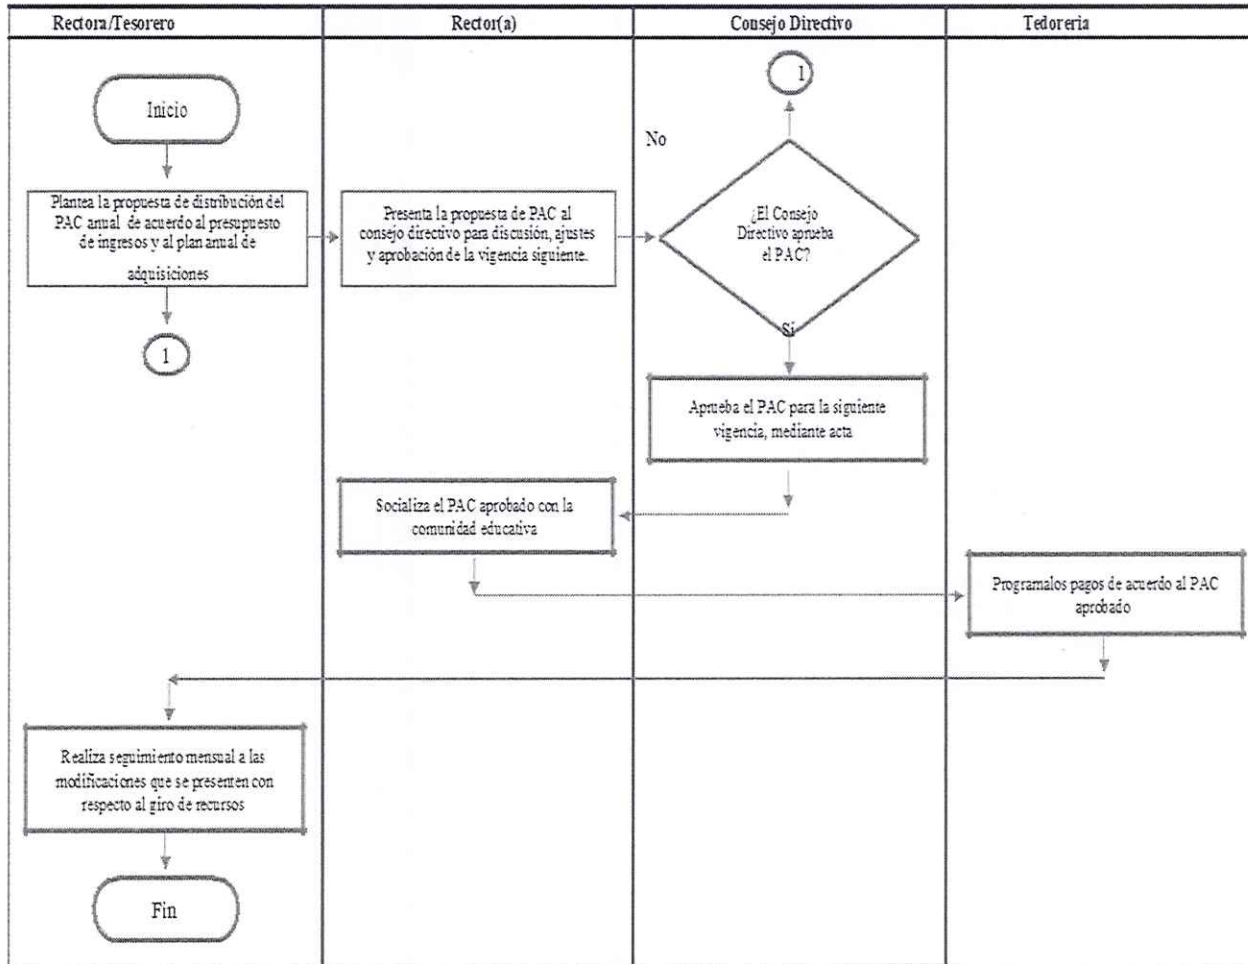 Rectora/Tesorero
Rector(a)
Consejo Directivo
Tedoreria
Inicio
1
No
Plantea la propuesta de distribución del
PAC anual de acuerdo al presupuesto
de ingresos y al plan anual de
adquisiciones
Presenta la propuesta de PAC al
consejo directivo para discusión, ajustes
y aprobación de la vigencia siguiente.
¿El Consejo
Directivo aprueba
el PAC?
Si
1
Aprueba el PAC para la siguiente
vigencia, mediante acta
Socializa el PAC aprobado con la
comunidad educativa
Programalos pagos de acuerdo al PAC
aprobado
Realiza seguimiento mensual a las
modificaciones que se presenten con
respecto al giro de recursos
Fin